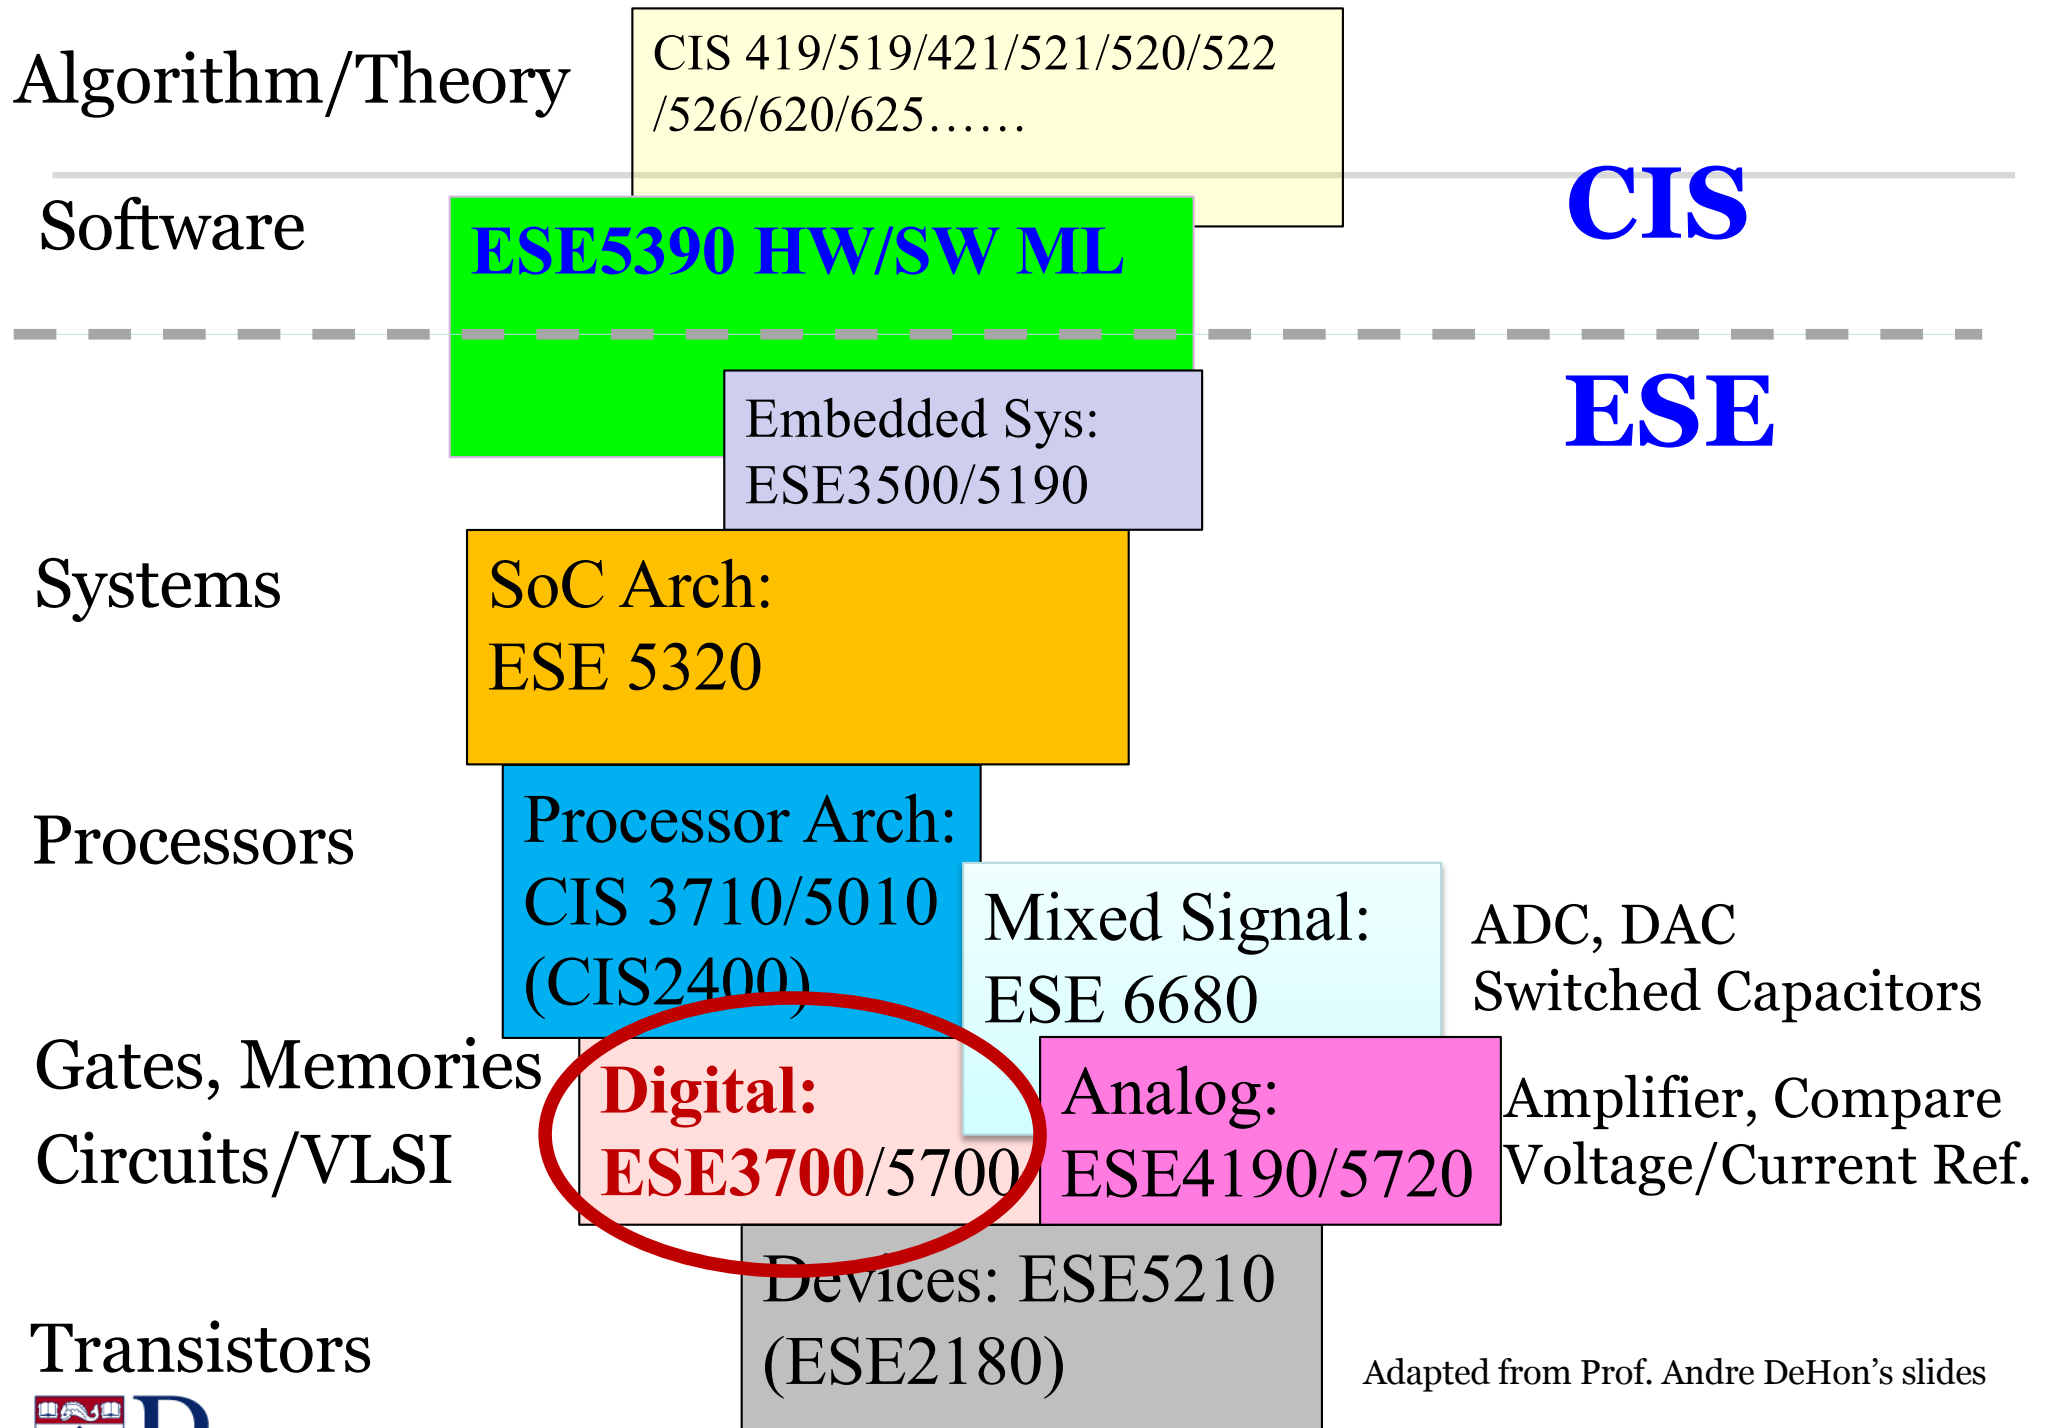 Algorithm/Theory
CIS 419/519/421/521/520/522
/526/620/625......
CIS
Software
ESE5390 HW/SW ML
ESE
Embedded Sys:
ESE3500/5190
Systems
SoC Arch:
ESE 5320
Processors
Processor Arch:
CIS 3710/5010
(CIS2400)
Mixed Signal:
ESE 6680
ADC, DAC
Switched Capacitors
Gates, Memories
Circuits/VLSI
Digital:
ESE3700/5700
Analog:
ESE4190/5720
Amplifier, Compare
Voltage/Current Ref.
Transistors
Devices: ESE5210
(ESE2180)
Adapted from Prof. Andre DeHon’s slides